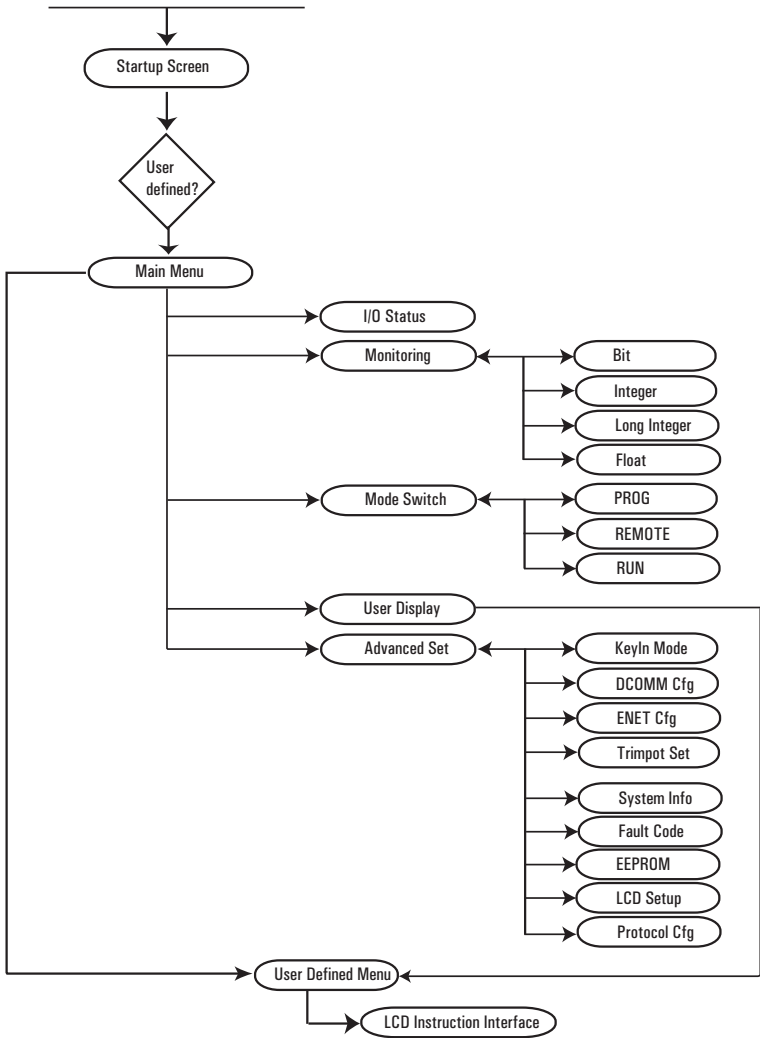 Startup Screen
User
defined?
Main Menu
I/O Status
Monitoring
Bit
Integer
Long Integer
Float
Mode Switch
PROG
REMOTE
RUN
User Display
Advanced Set
KeyIn Mode
DCOMM Cfg
ENET Cfg
Trimpot Set
System Info
Fault Code
EEPROM
LCD Setup
Protocol Cfg
User Defined Menu
LCD Instruction Interface